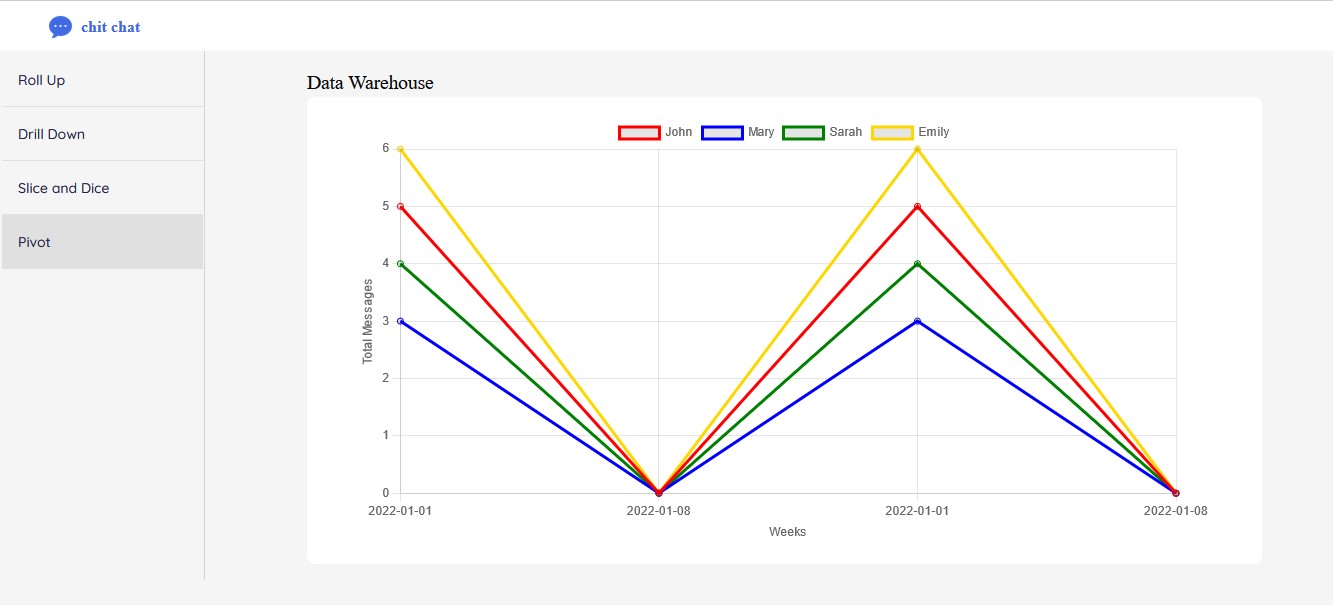 chit chat
Roll Up
Drill Down
Slice and Dice
Pivot
Data Warehouse
John Mary Sarah Emily
6
5
4
3
2
1
0
Total Messages
2022-01-01 2022-01-08 2022-01-01 2022-01-08
Weeks